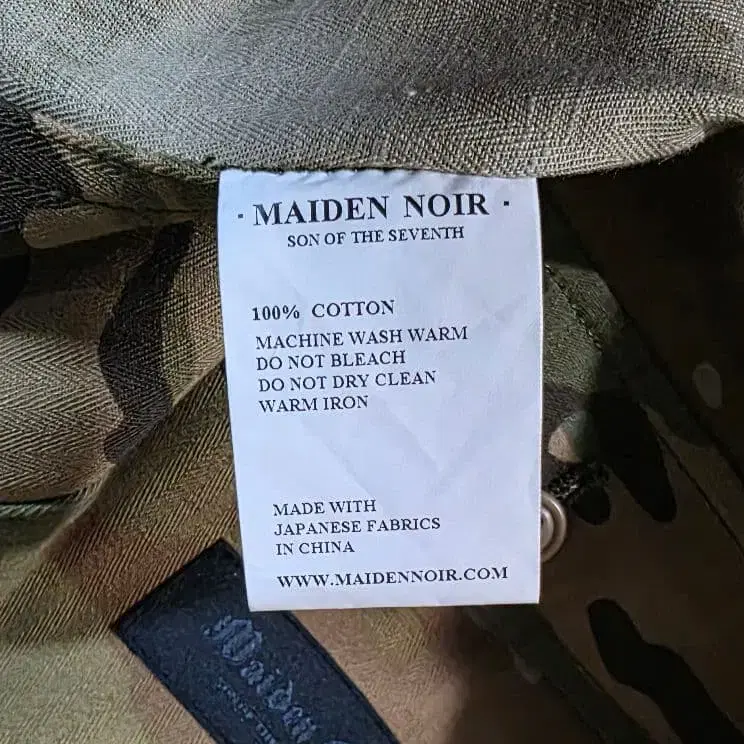 · MAIDEN NOIR ·
SON OF THE SEVENTH
100% COTTON
MACHINE WASH WARM
DO NOT BLEACH
DO NOT DRY CLEAN
WARM IRON
MADE WITH
JAPANESE FABRICS
IN CHINA
WWW.MAIDENNOIR.COM
Maiden